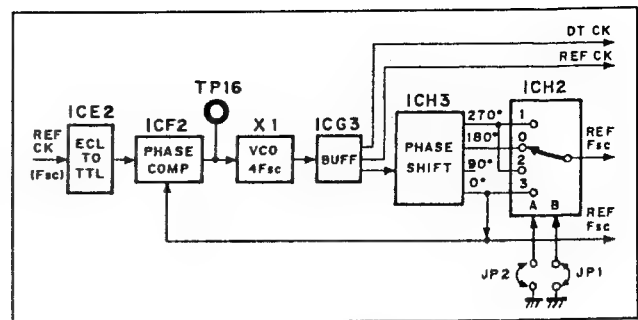 DT CK
REF CK
TP16
ICE2
ICF2
X1
ICG3
ICH3
ICH2
REF
CK
(Fsc)
ECL
TO
TTL
PHASE
COMP
VCO
4Fsc
BUFF
PHASE
SHIFT
270°
180°
90°
0°
1
0
2
3
A B
REF
Fsc
REF
Fsc
JP2
JP1